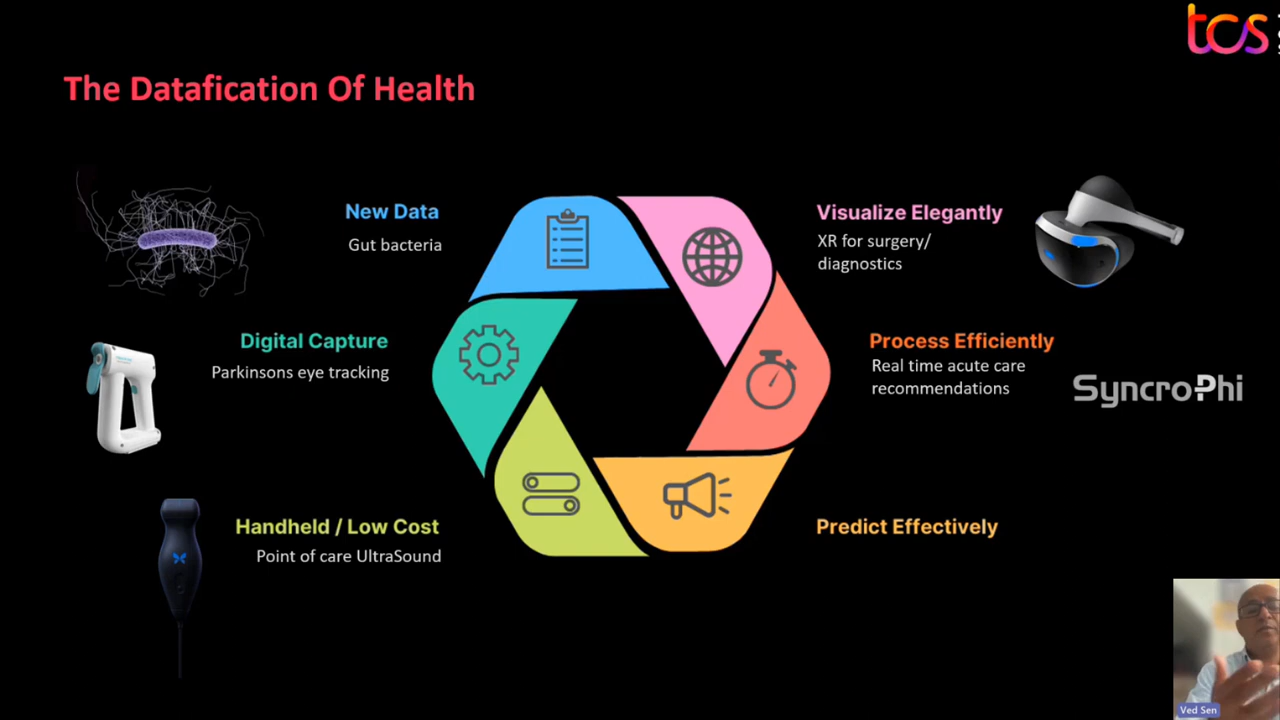 tcs
The Datafication Of Health
New Data
Gut bacteria
Digital Capture
Parkinsons eye tracking
Handheld / Low Cost
Point of care UltraSound
Visualize Elegantly
XR for surgery/
diagnostics
Process Efficiently
Real time acute care
recommendations
SyncroPhi
Predict Effectively
Ved Sen